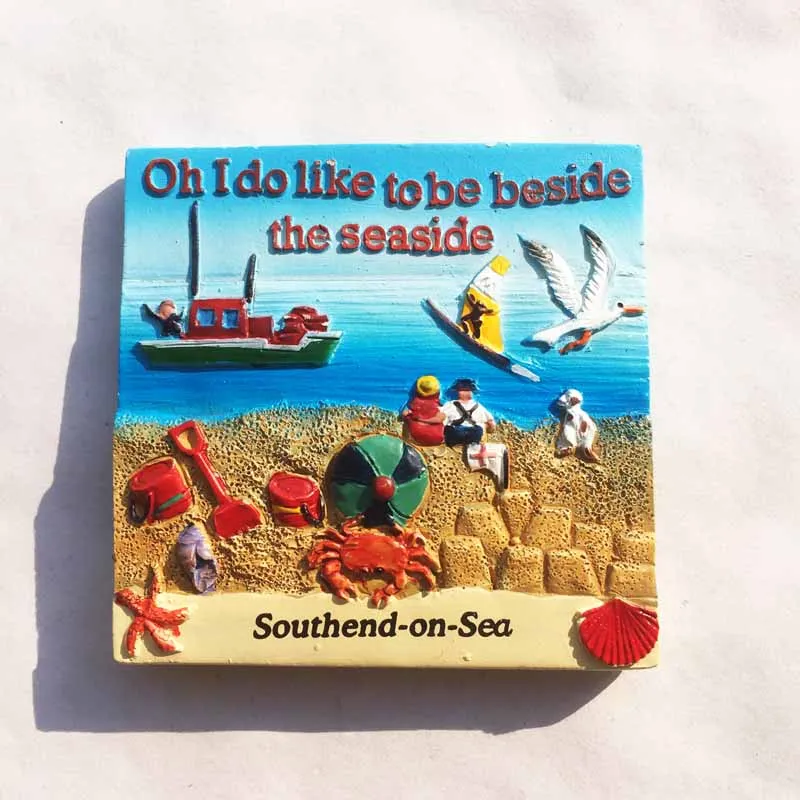 Oh I do like to be beside
the seaside
Southend-on-Sea